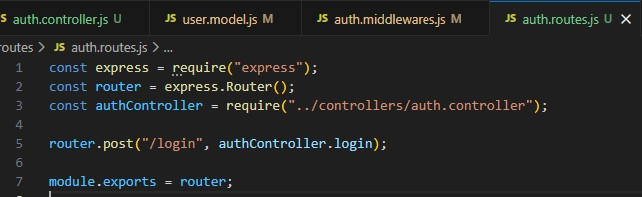 JS auth.controller.js U JS user.model.js M JS auth.middlewares.js M JS auth.routes.js U ×
routes > JS auth.routes.js > ...
1 const express = require("express");
2 const router = express.Router();
3 const authController = require("../controllers/auth.controller");
4
5 router.post("/login", authController.login);
6
7 module.exports = router;